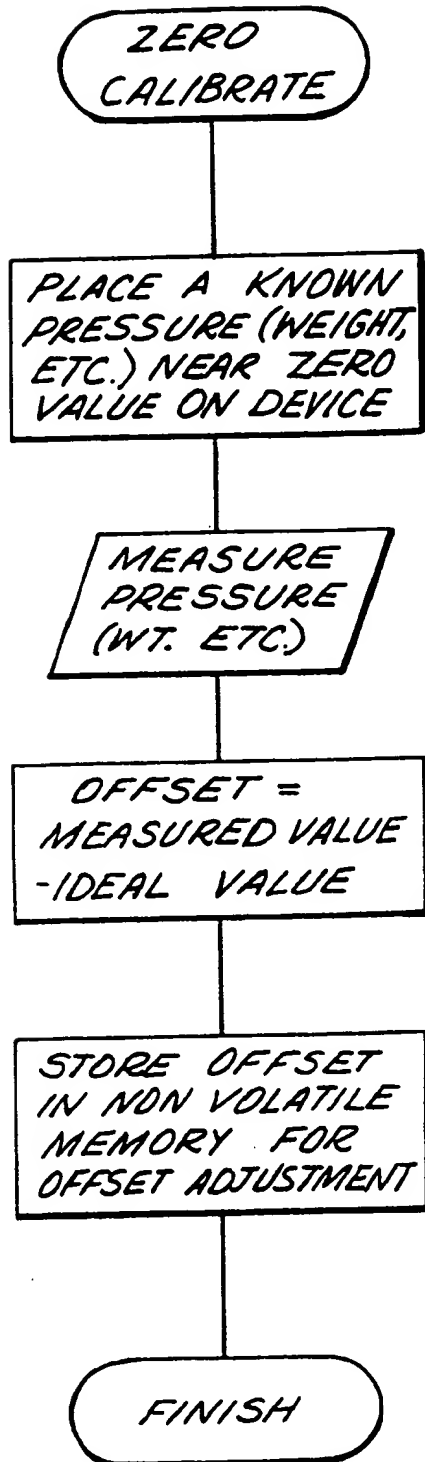 ZERO
CALIBRATE
PLACE A KNOWN
PRESSURE (WEIGHT,
ETC.) NEAR ZERO
VALUE ON DEVICE
MEASURE
PRESSURE
(WT. ETC.)
OFFSET =
MEASURED VALUE
-IDEAL VALUE
STORE OFFSET
IN NON VOLATILE
MEMORY FOR
OFFSET ADJUSTMENT
FINISH